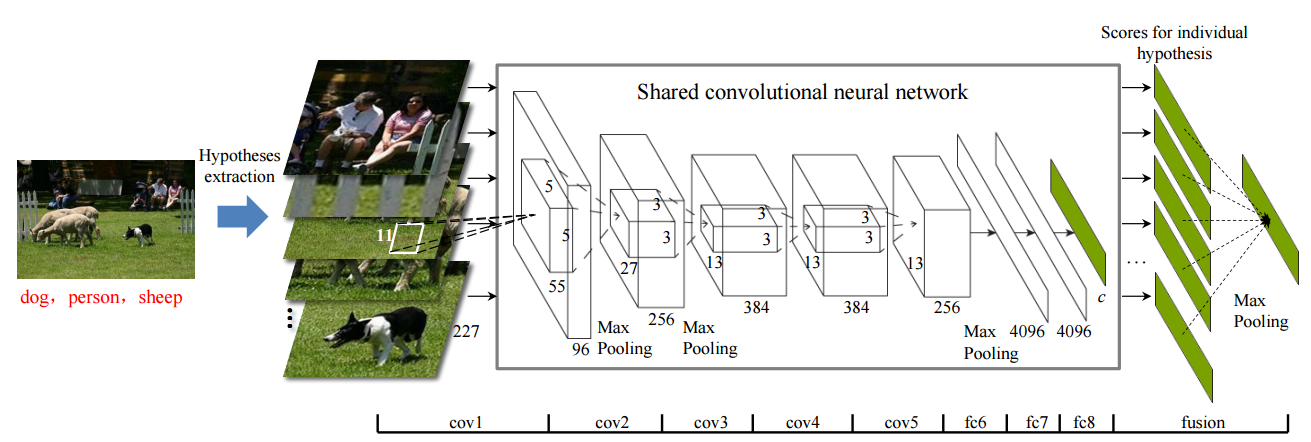 Scores for individual
hypothesis
Shared convolutional neural network
Hypotheses
extraction
dog, person, sheep
11
227
5
5
55
96
Max
Pooling
3
3
27
256
Max
Pooling
3
3
13
384
3
3
13
384
13
256
Max
Pooling
4096
4096
c
...
Max
Pooling
cov1
cov2
cov3
cov4
cov5
fc6
fc7
fc8
fusion